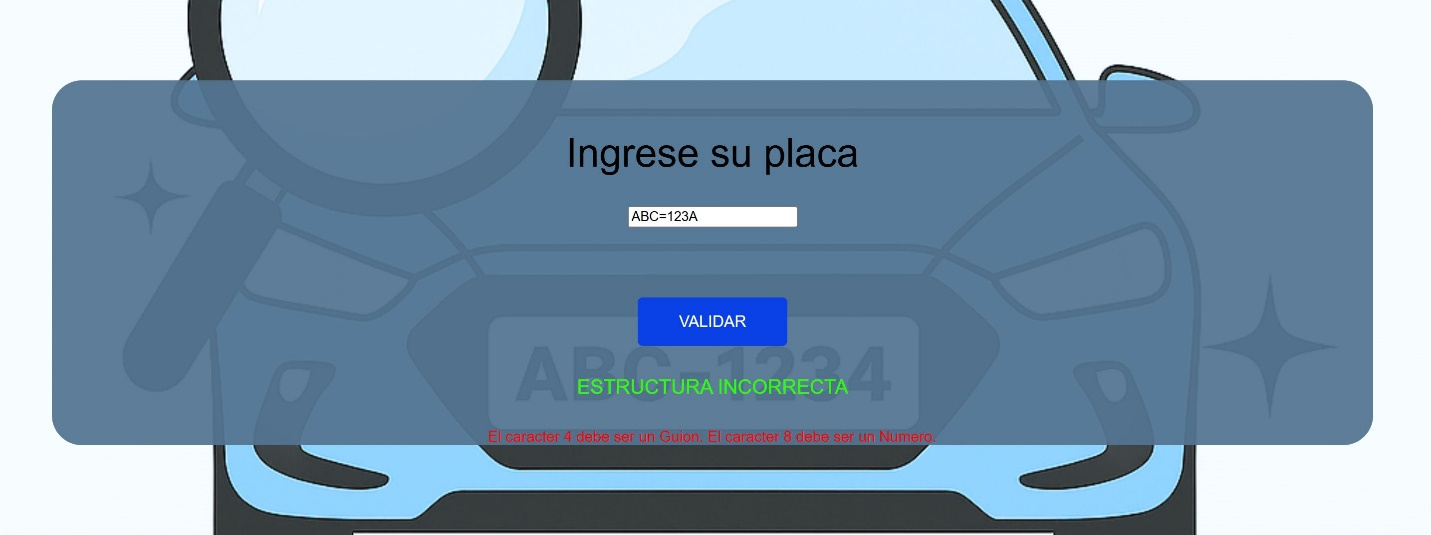 Ingrese su placa
ABC=123A
VALIDAR
ABC-1234
ESTRUCTURA INCORRECTA
El caracter 4 debe ser un Guion. El caracter 8 debe ser un Numero.